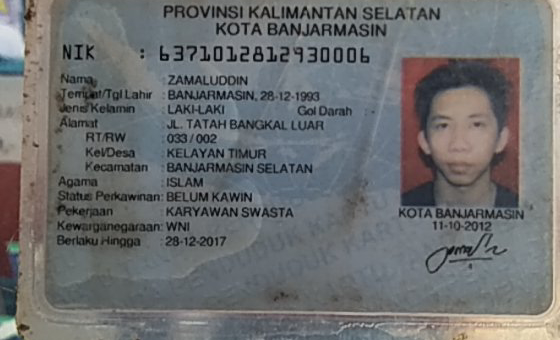 PROVINSI KALIMANTAN SELATAN
KOTA BANJARMASIN
NIK : 6371012812930006
Nama : ZAMALUDDIN
Tempat/Tgl Lahir : BANJARMASIN, 28-12-1993
Jenis Kelamin : LAKI-LAKI Gol Darah : -
Alamat : JL. TATAH BANGKAL LUAR
RT/RW : 033 / 002
Kel/Desa : KELAYAN TIMUR
Kecamatan : BANJARMASIN SELATAN
Agama : ISLAM
Status Perkawinan: BELUM KAWIN
Pekerjaan : KARYAWAN SWASTA
Kewarganegaraan: WNI
Berlaku Hingga : 28-12-2017
KOTA BANJARMASIN
11-10-2012